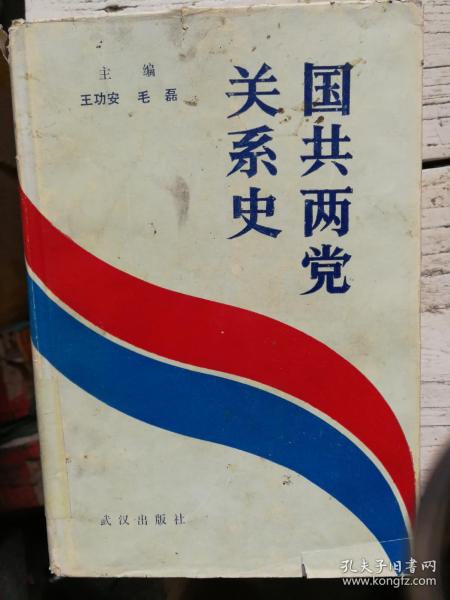 国共两党
关系史
主编
王功安 毛磊
武汉出版社
孔夫子旧书网
www.kongfz.com